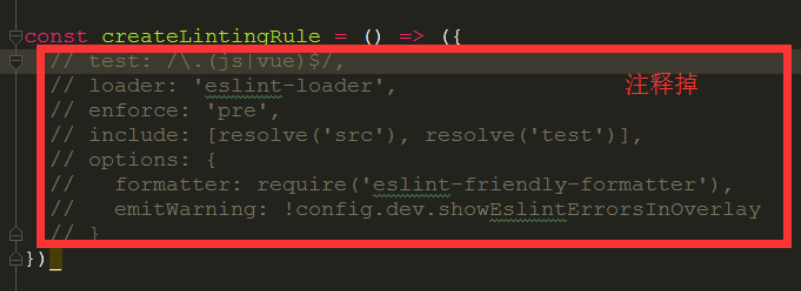 const createLintingRule = () => ({
// test: /\.(js|vue)$/,
// loader: 'eslint-loader',
注释掉
// enforce: 'pre',
// include: [resolve('src'), resolve('test')],
// options: {
//   formatter: require('eslint-friendly-formatter'),
//   emitWarning: !config.dev.showEslintErrorsInOverlay
// }
})